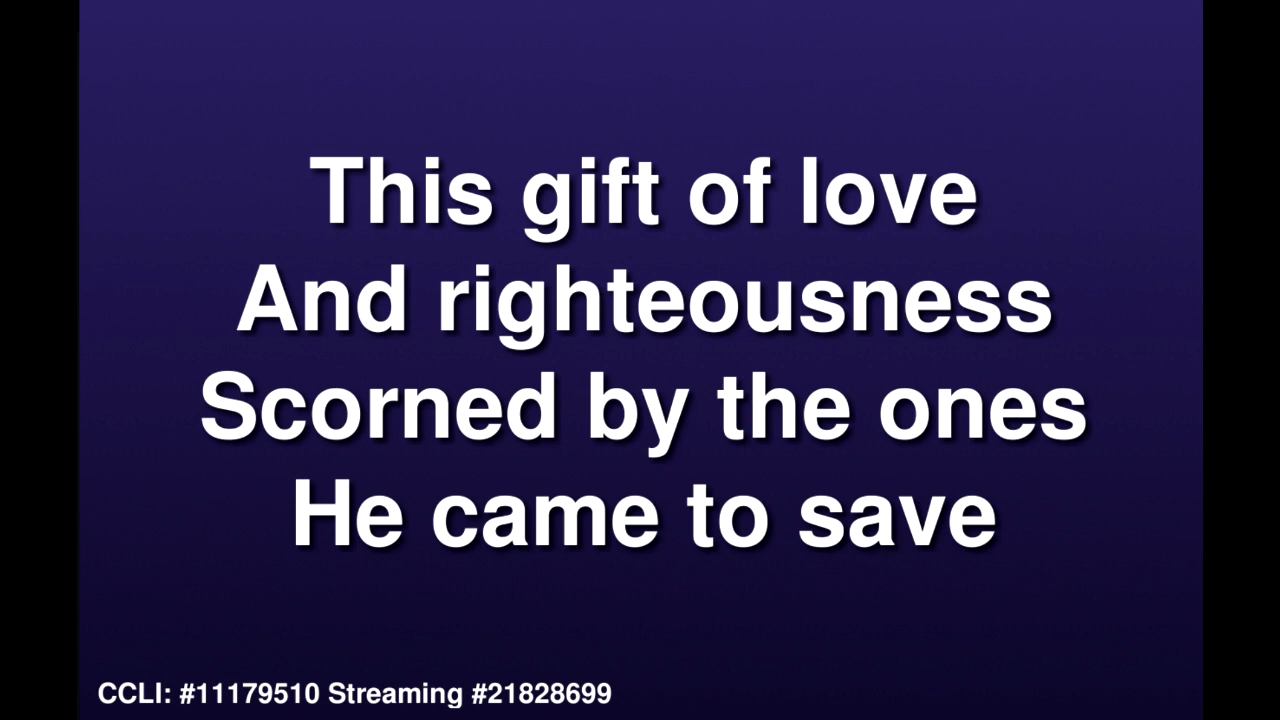 This gift of love
And righteousness
Scorned by the ones
He came to save
CCLI: #11179510 Streaming #21828699